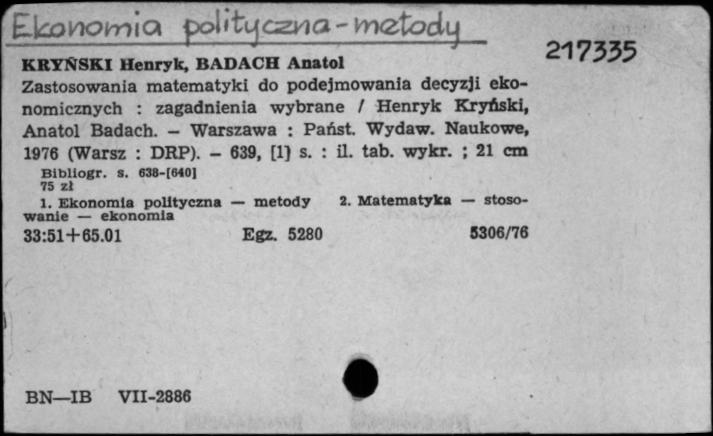 Ekonomia polityczna - metody
217335
KRYŃSKI Henryk, BADACH Anatol
Zastosowania matematyki do podejmowania decyzji eko-
nomicznych : zagadnienia wybrane / Henryk Kryński,
Anatol Badach. — Warszawa : Państ. Wydaw. Naukowe,
1976 (Warsz : DRP). — 639, [1] s. : il. tab. wykr. ; 21 cm
Bibliogr. s. 638-[640]
75 zł
1. Ekonomia polityczna — metody 2. Matematyka — stoso-
wanie — ekonomia
33:51+65.01 Egz. 5280 5306/76
BN—IB VII-2886